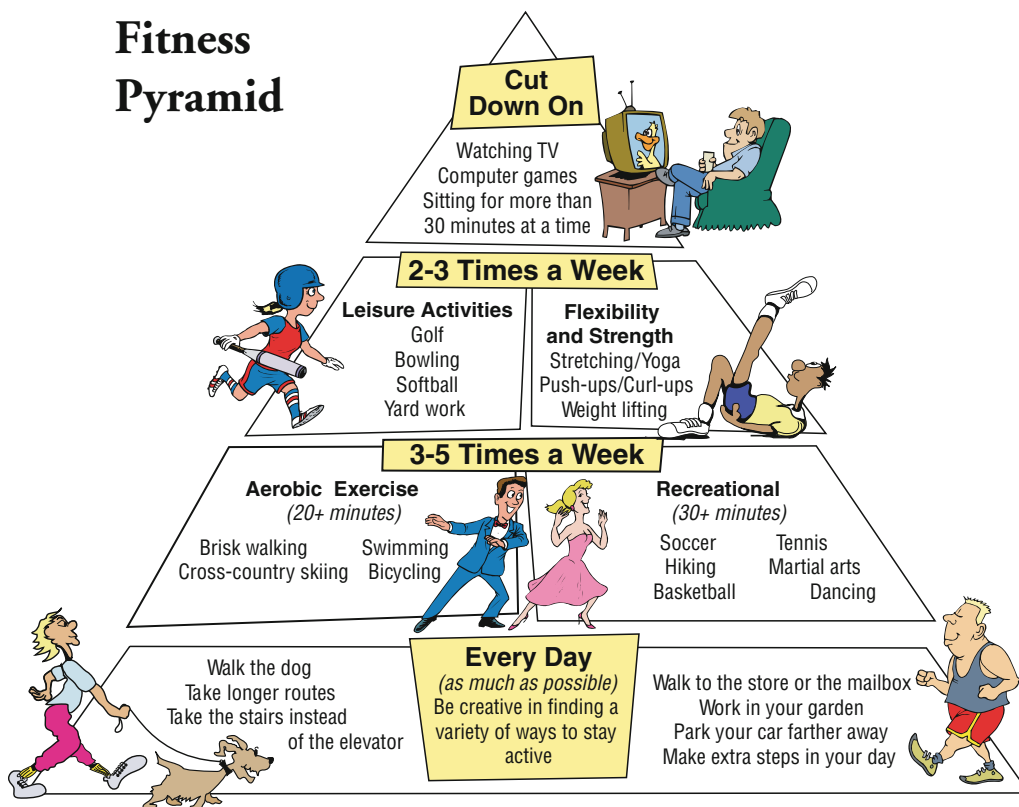 Fitness
Pyramid
Cut
Down On
Watching TV
Computer games
Sitting for more than
30 minutes at a time
2-3 Times a Week
Leisure Activities
Golf
Bowling
Softball
Yard work
Flexibility
and Strength
Stretching/Yoga
Push-ups/Curl-ups
Weight lifting
3-5 Times a Week
Aerobic Exercise
(20+ minutes)
Brisk walking
Cross-country skiing
Swimming
Bicycling
Recreational
(30+ minutes)
Soccer
Hiking
Basketball
Tennis
Martial arts
Dancing
Walk the dog
Take longer routes
Take the stairs instead
of the elevator
Every Day
(as much as possible)
Be creative in finding a
variety of ways to stay
active
Walk to the store or the mailbox
Work in your garden
Park your car farther away
Make extra steps in your day